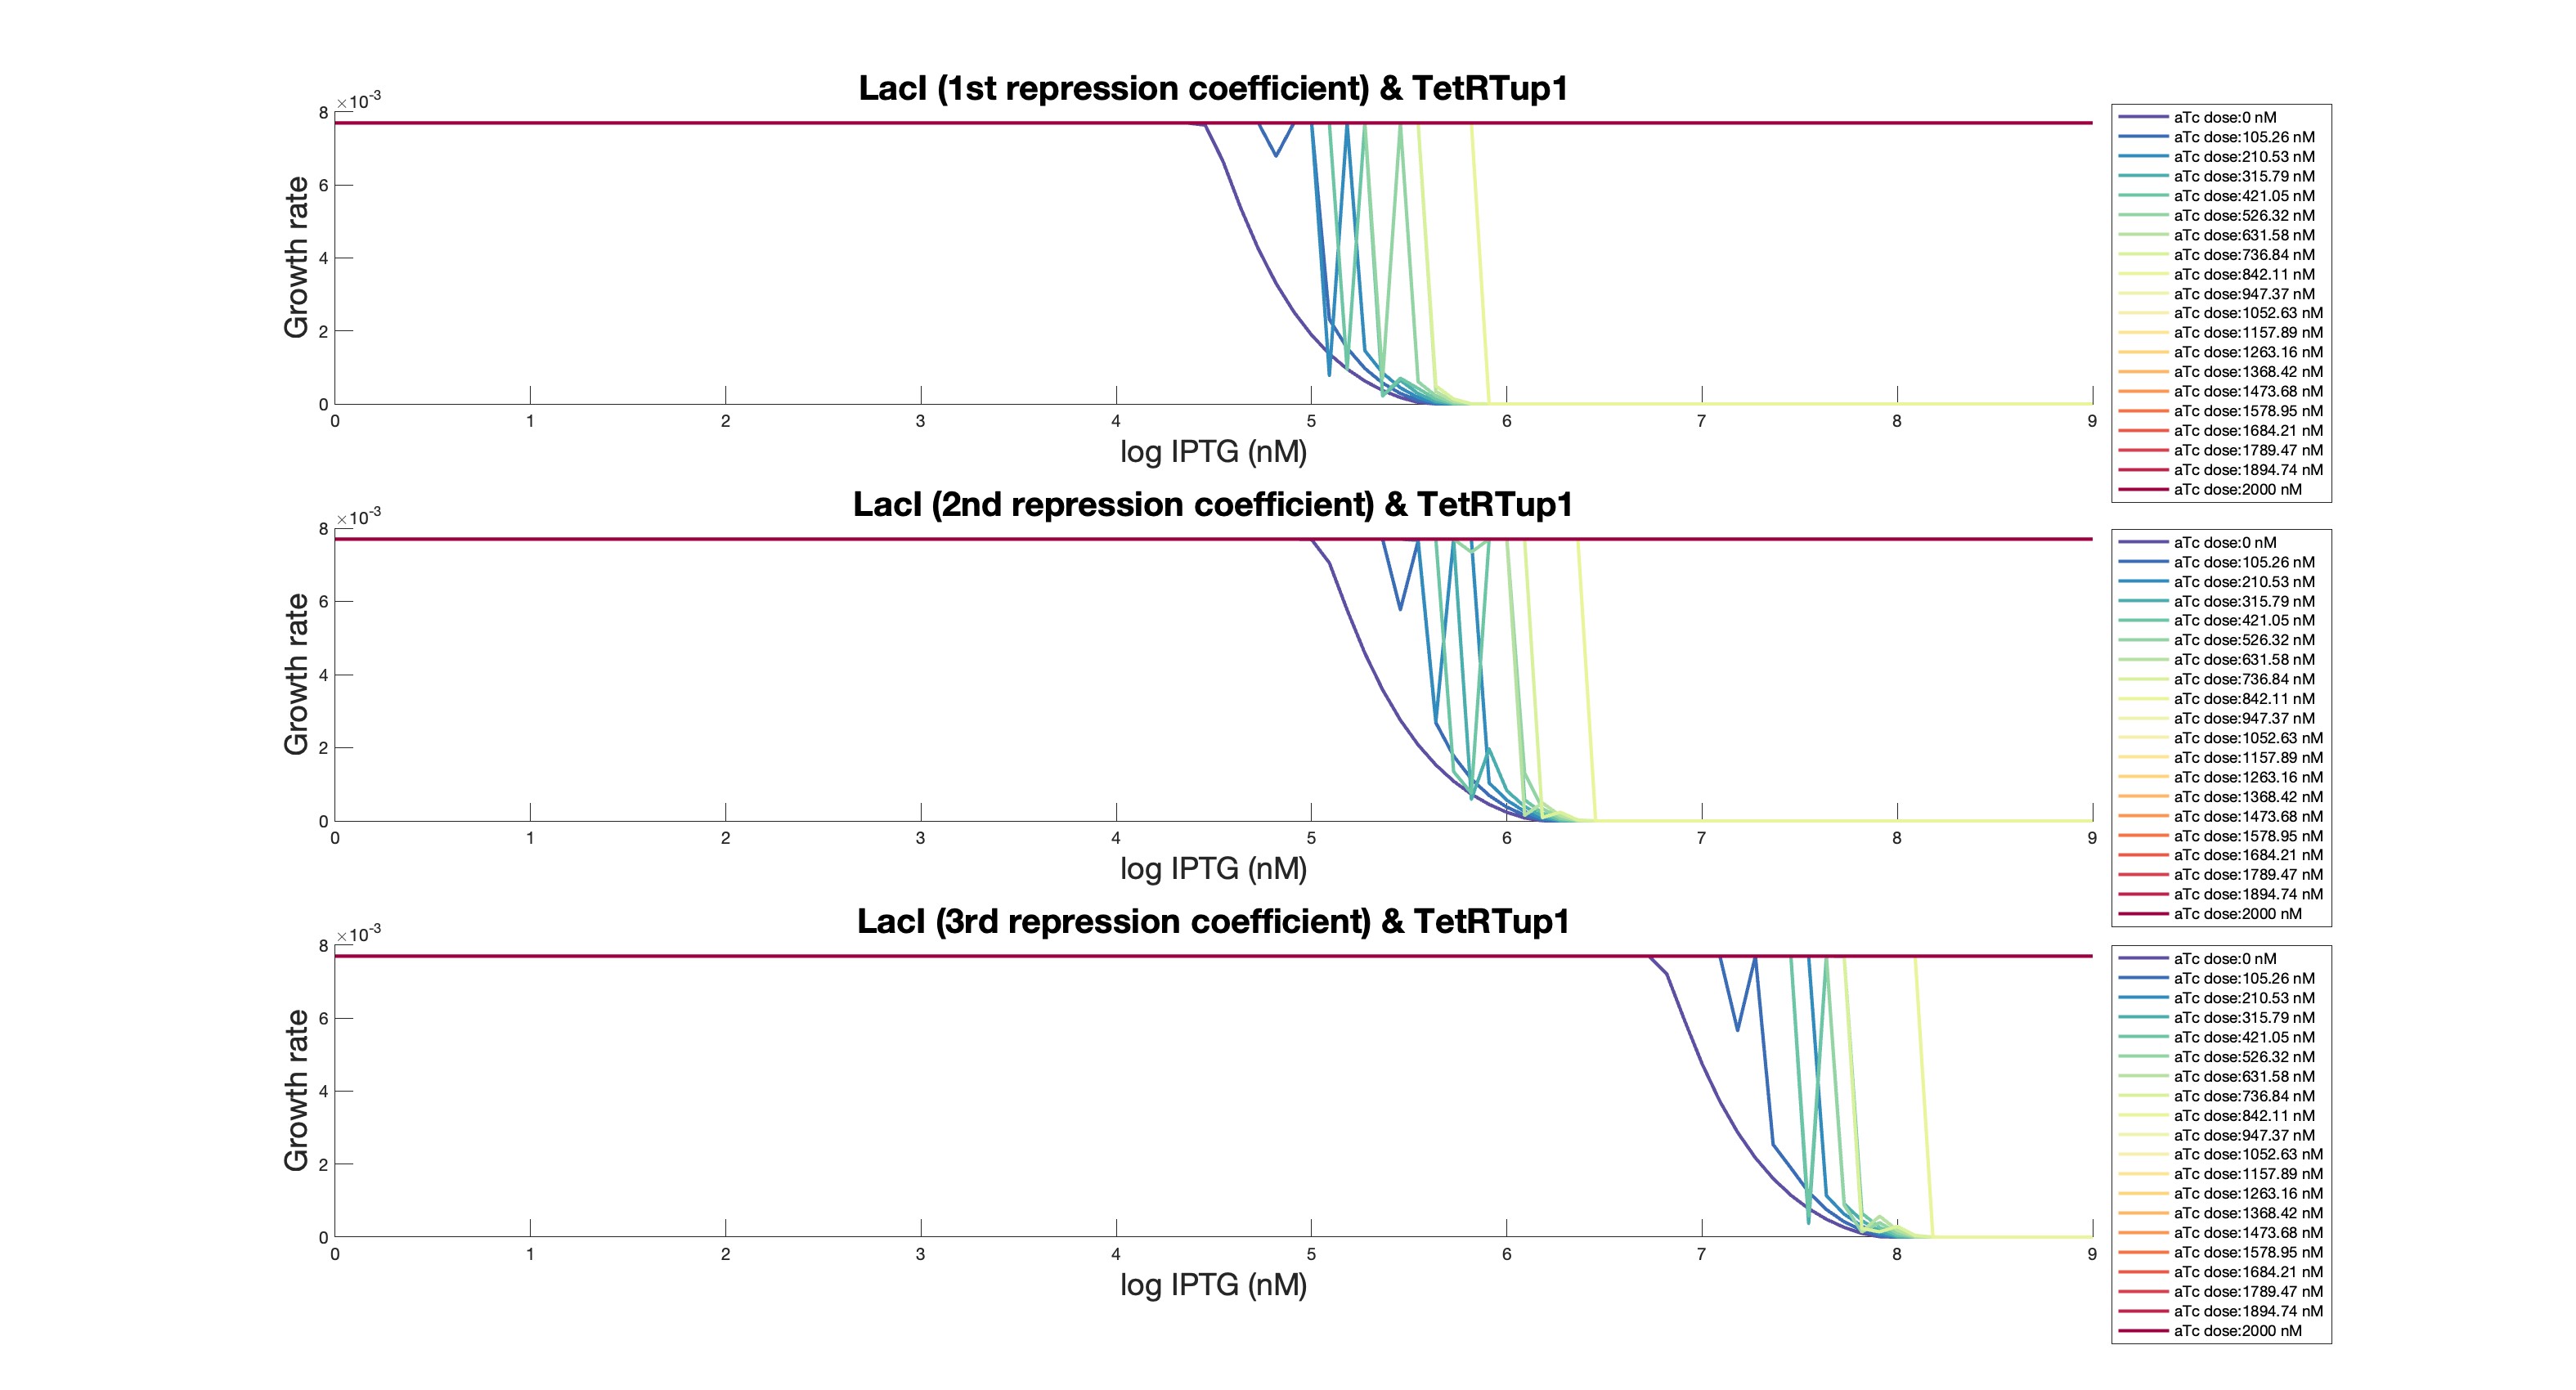 LacI (1st repression coefficient) & TetRTup1
×10-3
8
6
4
2
0
Growth rate
0 1 2 3 4 5 6 7 8 9
log IPTG (nM)
aTc dose:0 nM
aTc dose:105.26 nM
aTc dose:210.53 nM
aTc dose:315.79 nM
aTc dose:421.05 nM
aTc dose:526.32 nM
aTc dose:631.58 nM
aTc dose:736.84 nM
aTc dose:842.11 nM
aTc dose:947.37 nM
aTc dose:1052.63 nM
aTc dose:1157.89 nM
aTc dose:1263.16 nM
aTc dose:1368.42 nM
aTc dose:1473.68 nM
aTc dose:1578.95 nM
aTc dose:1684.21 nM
aTc dose:1789.47 nM
aTc dose:1894.74 nM
aTc dose:2000 nM
LacI (2nd repression coefficient) & TetRTup1
×10-3
8
6
4
2
0
Growth rate
0 1 2 3 4 5 6 7 8 9
log IPTG (nM)
aTc dose:0 nM
aTc dose:105.26 nM
aTc dose:210.53 nM
aTc dose:315.79 nM
aTc dose:421.05 nM
aTc dose:526.32 nM
aTc dose:631.58 nM
aTc dose:736.84 nM
aTc dose:842.11 nM
aTc dose:947.37 nM
aTc dose:1052.63 nM
aTc dose:1157.89 nM
aTc dose:1263.16 nM
aTc dose:1368.42 nM
aTc dose:1473.68 nM
aTc dose:1578.95 nM
aTc dose:1684.21 nM
aTc dose:1789.47 nM
aTc dose:1894.74 nM
aTc dose:2000 nM
LacI (3rd repression coefficient) & TetRTup1
×10-3
8
6
4
2
0
Growth rate
0 1 2 3 4 5 6 7 8 9
log IPTG (nM)
aTc dose:0 nM
aTc dose:105.26 nM
aTc dose:210.53 nM
aTc dose:315.79 nM
aTc dose:421.05 nM
aTc dose:526.32 nM
aTc dose:631.58 nM
aTc dose:736.84 nM
aTc dose:842.11 nM
aTc dose:947.37 nM
aTc dose:1052.63 nM
aTc dose:1157.89 nM
aTc dose:1263.16 nM
aTc dose:1368.42 nM
aTc dose:1473.68 nM
aTc dose:1578.95 nM
aTc dose:1684.21 nM
aTc dose:1789.47 nM
aTc dose:1894.74 nM
aTc dose:2000 nM